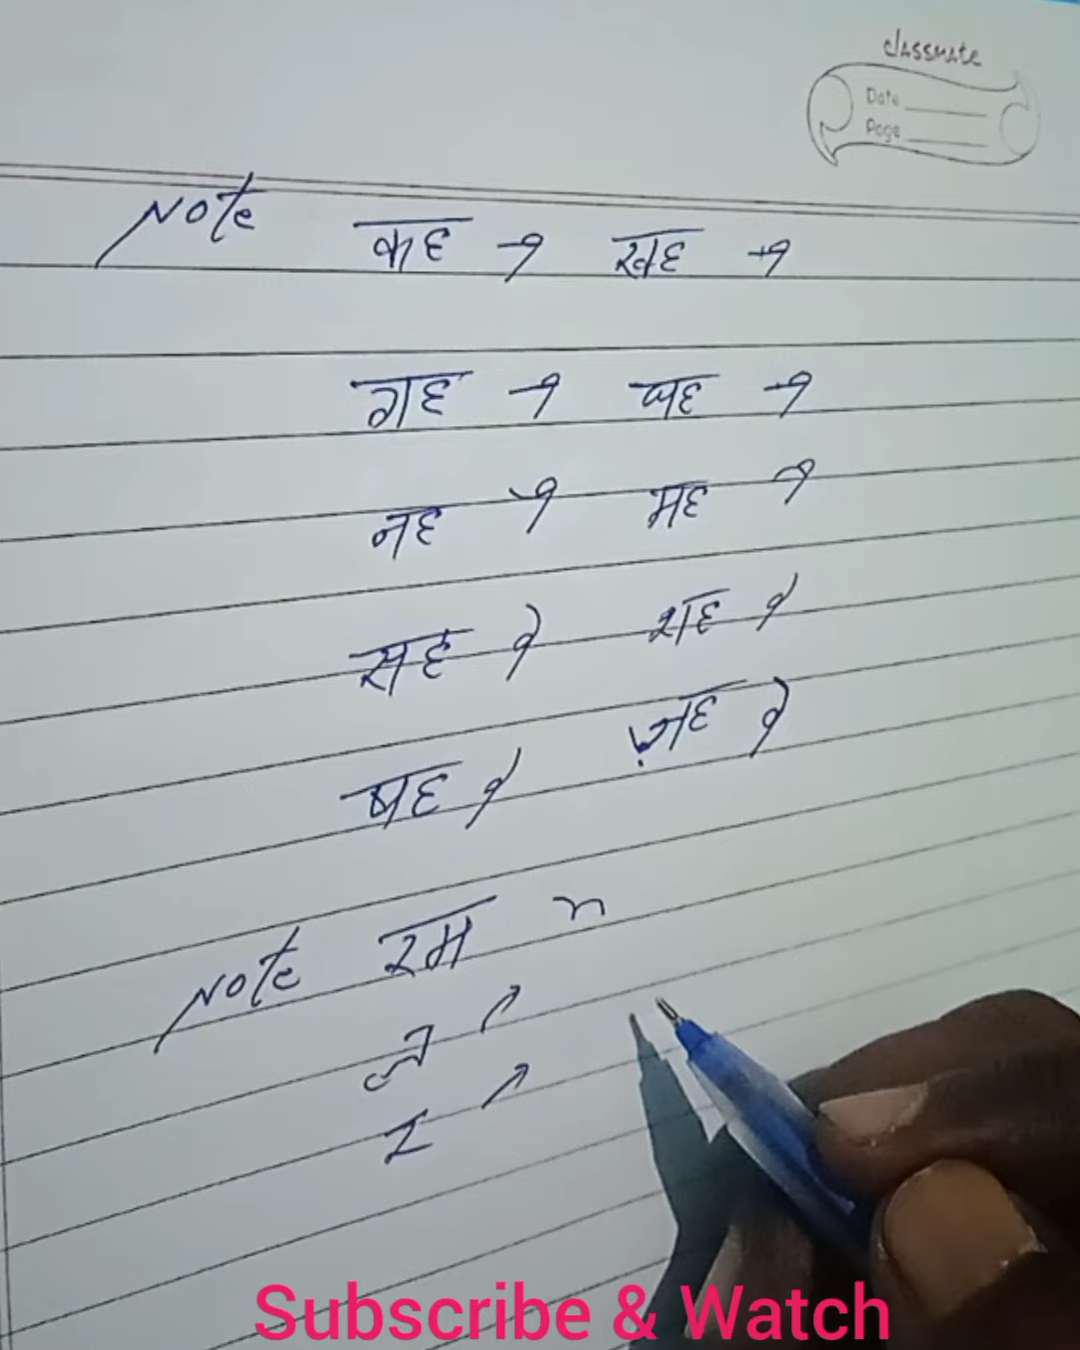 classmate
Date
Page
Note कह खह
गह घह
नह मह
सह शह
षह ज़ह
Note रम
ल
र
Subscribe & Watch